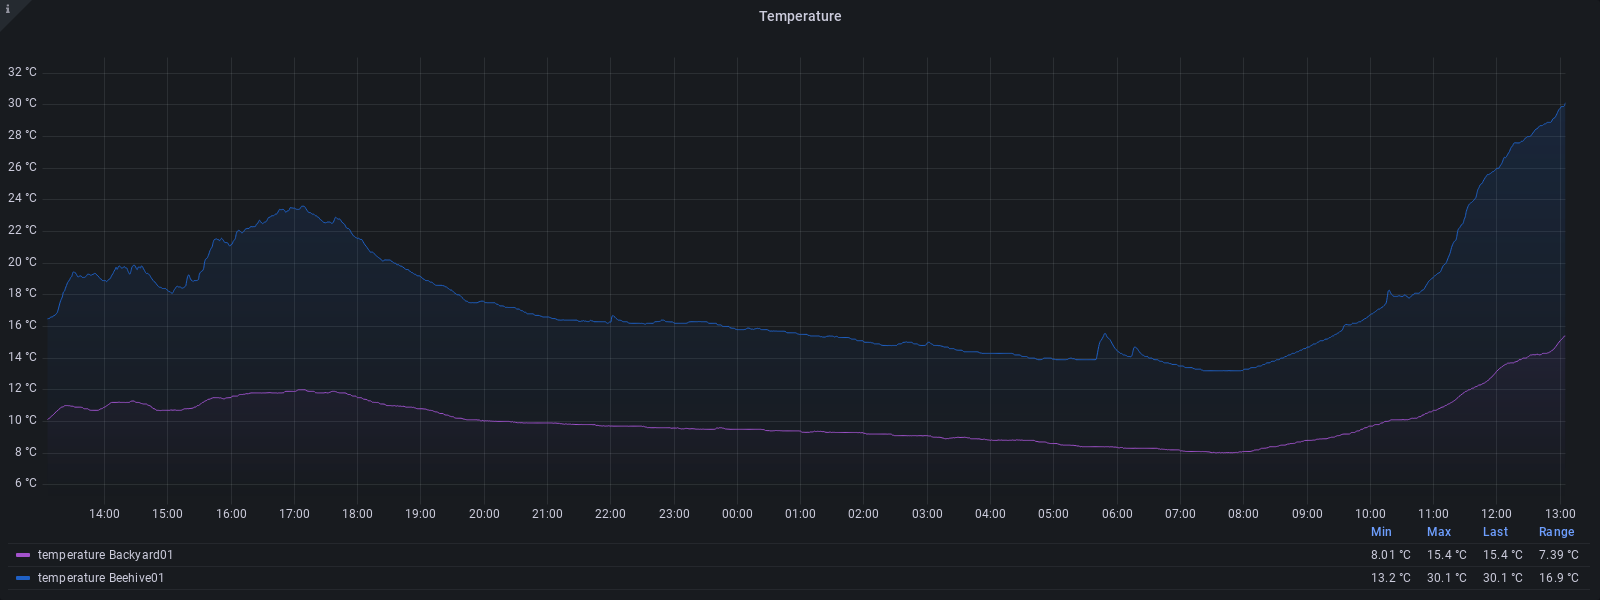 i
Temperature
32 °C
30 °C
28 °C
26 °C
24 °C
22 °C
20 °C
18 °C
16 °C
14 °C
12 °C
10 °C
8 °C
6 °C
14:00 15:00 16:00 17:00 18:00 19:00 20:00 21:00 22:00 23:00 00:00 01:00 02:00 03:00 04:00 05:00 06:00 07:00 08:00 09:00 10:00 11:00 12:00 13:00
Min Max Last Range
temperature Backyard01 8.01 °C 15.4 °C 15.4 °C 7.39 °C
temperature Beehive01 13.2 °C 30.1 °C 30.1 °C 16.9 °C